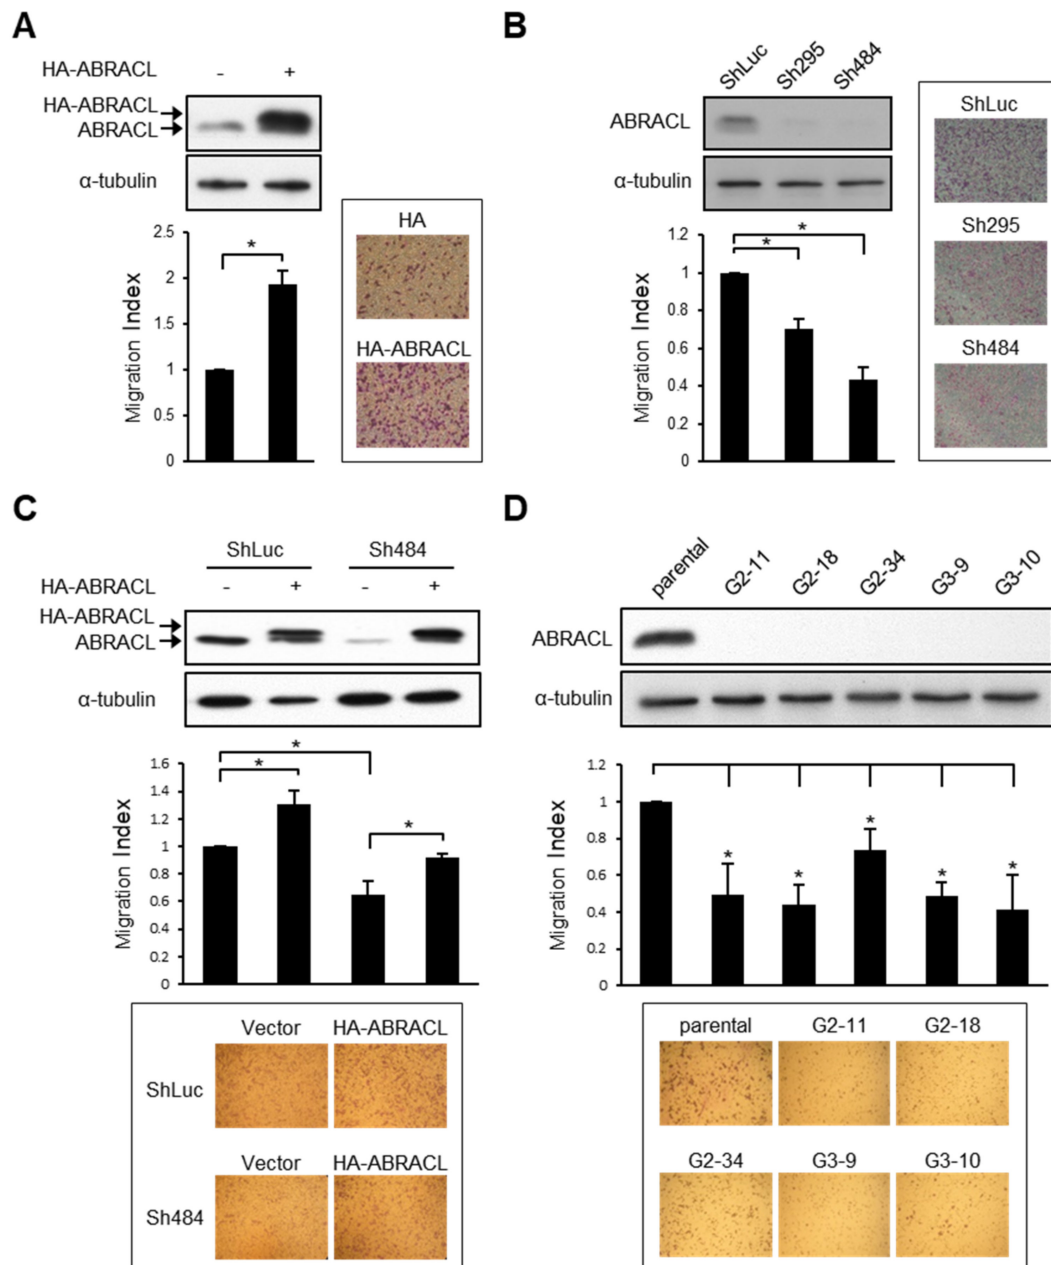 A
HA-ABRACL - +
HA-ABRACL
ABRACL
α-tubulin
2.5
2
1
1
0.5
0
Migration Index
*
HA
HA-ABRACL
B
ShLuc Sh295 Sh484
ABRACL
α-tubulin
1.2
1
0.8
0.6
0.4
0.2
0
Migration Index
* *
ShLuc
Sh295
Sh484
C
ShLuc Sh484
HA-ABRACL - + - +
HA-ABRACL
ABRACL
α-tubulin
1.6
1.4
1.2
1
0.8
0.6
0.4
0.2
0
Migration Index
* * *
Vector HA-ABRACL
ShLuc
Vector HA-ABRACL
Sh484
D
parental G2-11 G2-18 G2-34 G3-9 G3-10
ABRACL
α-tubulin
1.2
1
0.8
0.6
0.4
0.2
0
Migration Index
* * * * *
parental G2-11 G2-18
G2-34 G3-9 G3-10